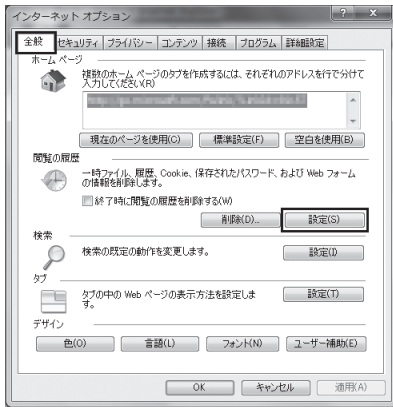 インターネット オプション
全般 セキュリティ プライバシー コンテンツ 接続 プログラム 詳細設定
ホーム ページ
複数のホーム ページのタブを作成するには、それぞれのアドレスを行で分けて
入力してください(R)
現在のページを使用(C) 標準設定(F) 空白を使用(B)
閲覧の履歴
一時ファイル、履歴、Cookie、保存されたパスワード、および Web フォーム
の情報を削除します。
終了時に閲覧の履歴を削除する(W)
削除(D)... 設定(S)
検索
検索の既定の動作を変更します。 設定(I)
タブ
タブの中の Web ページの表示方法を設定しま
す。
設定(T)
デザイン
色(O) 言語(L) フォント(N) ユーザー補助(E)
OK キャンセル 適用(A)